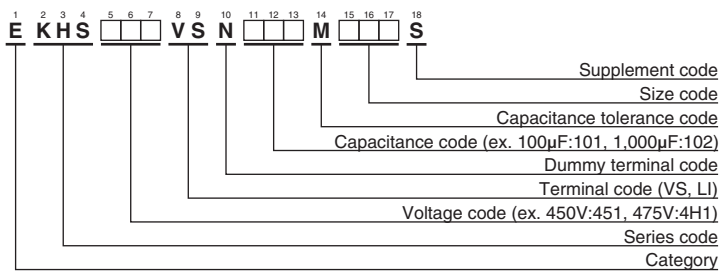 1 2 3 4 5 6 7 8 9 10 11 12 13 14 15 16 17 18
E KHS □□□ VS N □□□ M □□□ S
Supplement code
Size code
Capacitance tolerance code
Capacitance code (ex. 100μF:101, 1,000μF:102)
Dummy terminal code
Terminal code (VS, LI)
Voltage code (ex. 450V:451, 475V:4H1)
Series code
Category